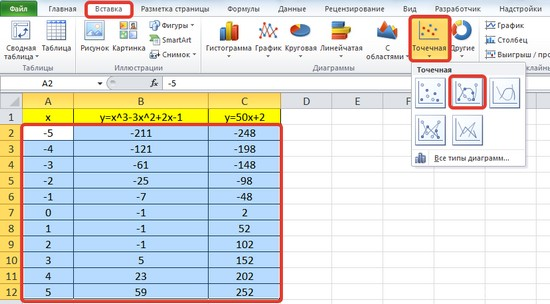 Файл Главная Вставка Разметка страницы Формулы Данные Рецензирование Вид Разработчик Надстройки
Сводная таблица Таблица Рисунок Картинка Фигуры SmartArt Снимок Гистограмма График Круговая Линейчатая С областями Точечная Другие График Столбец Выигрыш / про
Таблицы Иллюстрации Диаграммы
A2 fx -5
Точечная
Все типы диаграмм...
A B C D E F
1 x y=x^3-3x^2+2x-1 y=50x+2
2 -5 -211 -248
3 -4 -121 -198
4 -3 -61 -148
5 -2 -25 -98
6 -1 -7 -48
7 0 -1 2
8 1 -1 52
9 2 -1 102
10 3 5 152
11 4 23 202
12 5 59 252